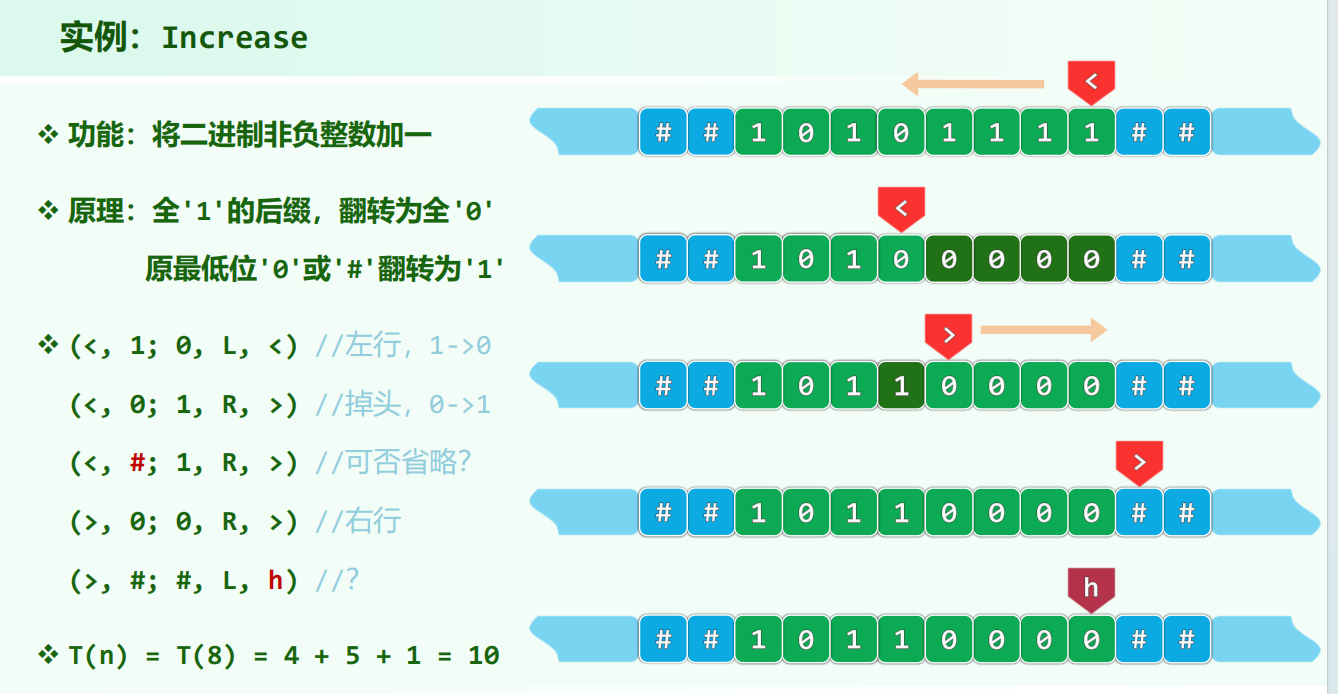 实例：Increase
❖ 功能：将二进制非负整数加一
❖ 原理：全'1'的后缀，翻转为全'0'
原最低位'0'或'#'翻转为'1'
❖ (<, 1; 0, L, <) //左行，1->0
(<, 0; 1, R, >) //掉头，0->1
(<, #; 1, R, >) //可否省略？
(>, 0; 0, R, >) //右行
(>, #; #, L, h) //？
❖ T(n) = T(8) = 4 + 5 + 1 = 10
<
# # 1 0 1 0 1 1 1 1 # #
<
# # 1 0 1 0 0 0 0 0 # #
>
# # 1 0 1 1 0 0 0 0 # #
>
# # 1 0 1 1 0 0 0 0 # #
h
# # 1 0 1 1 0 0 0 0 # #